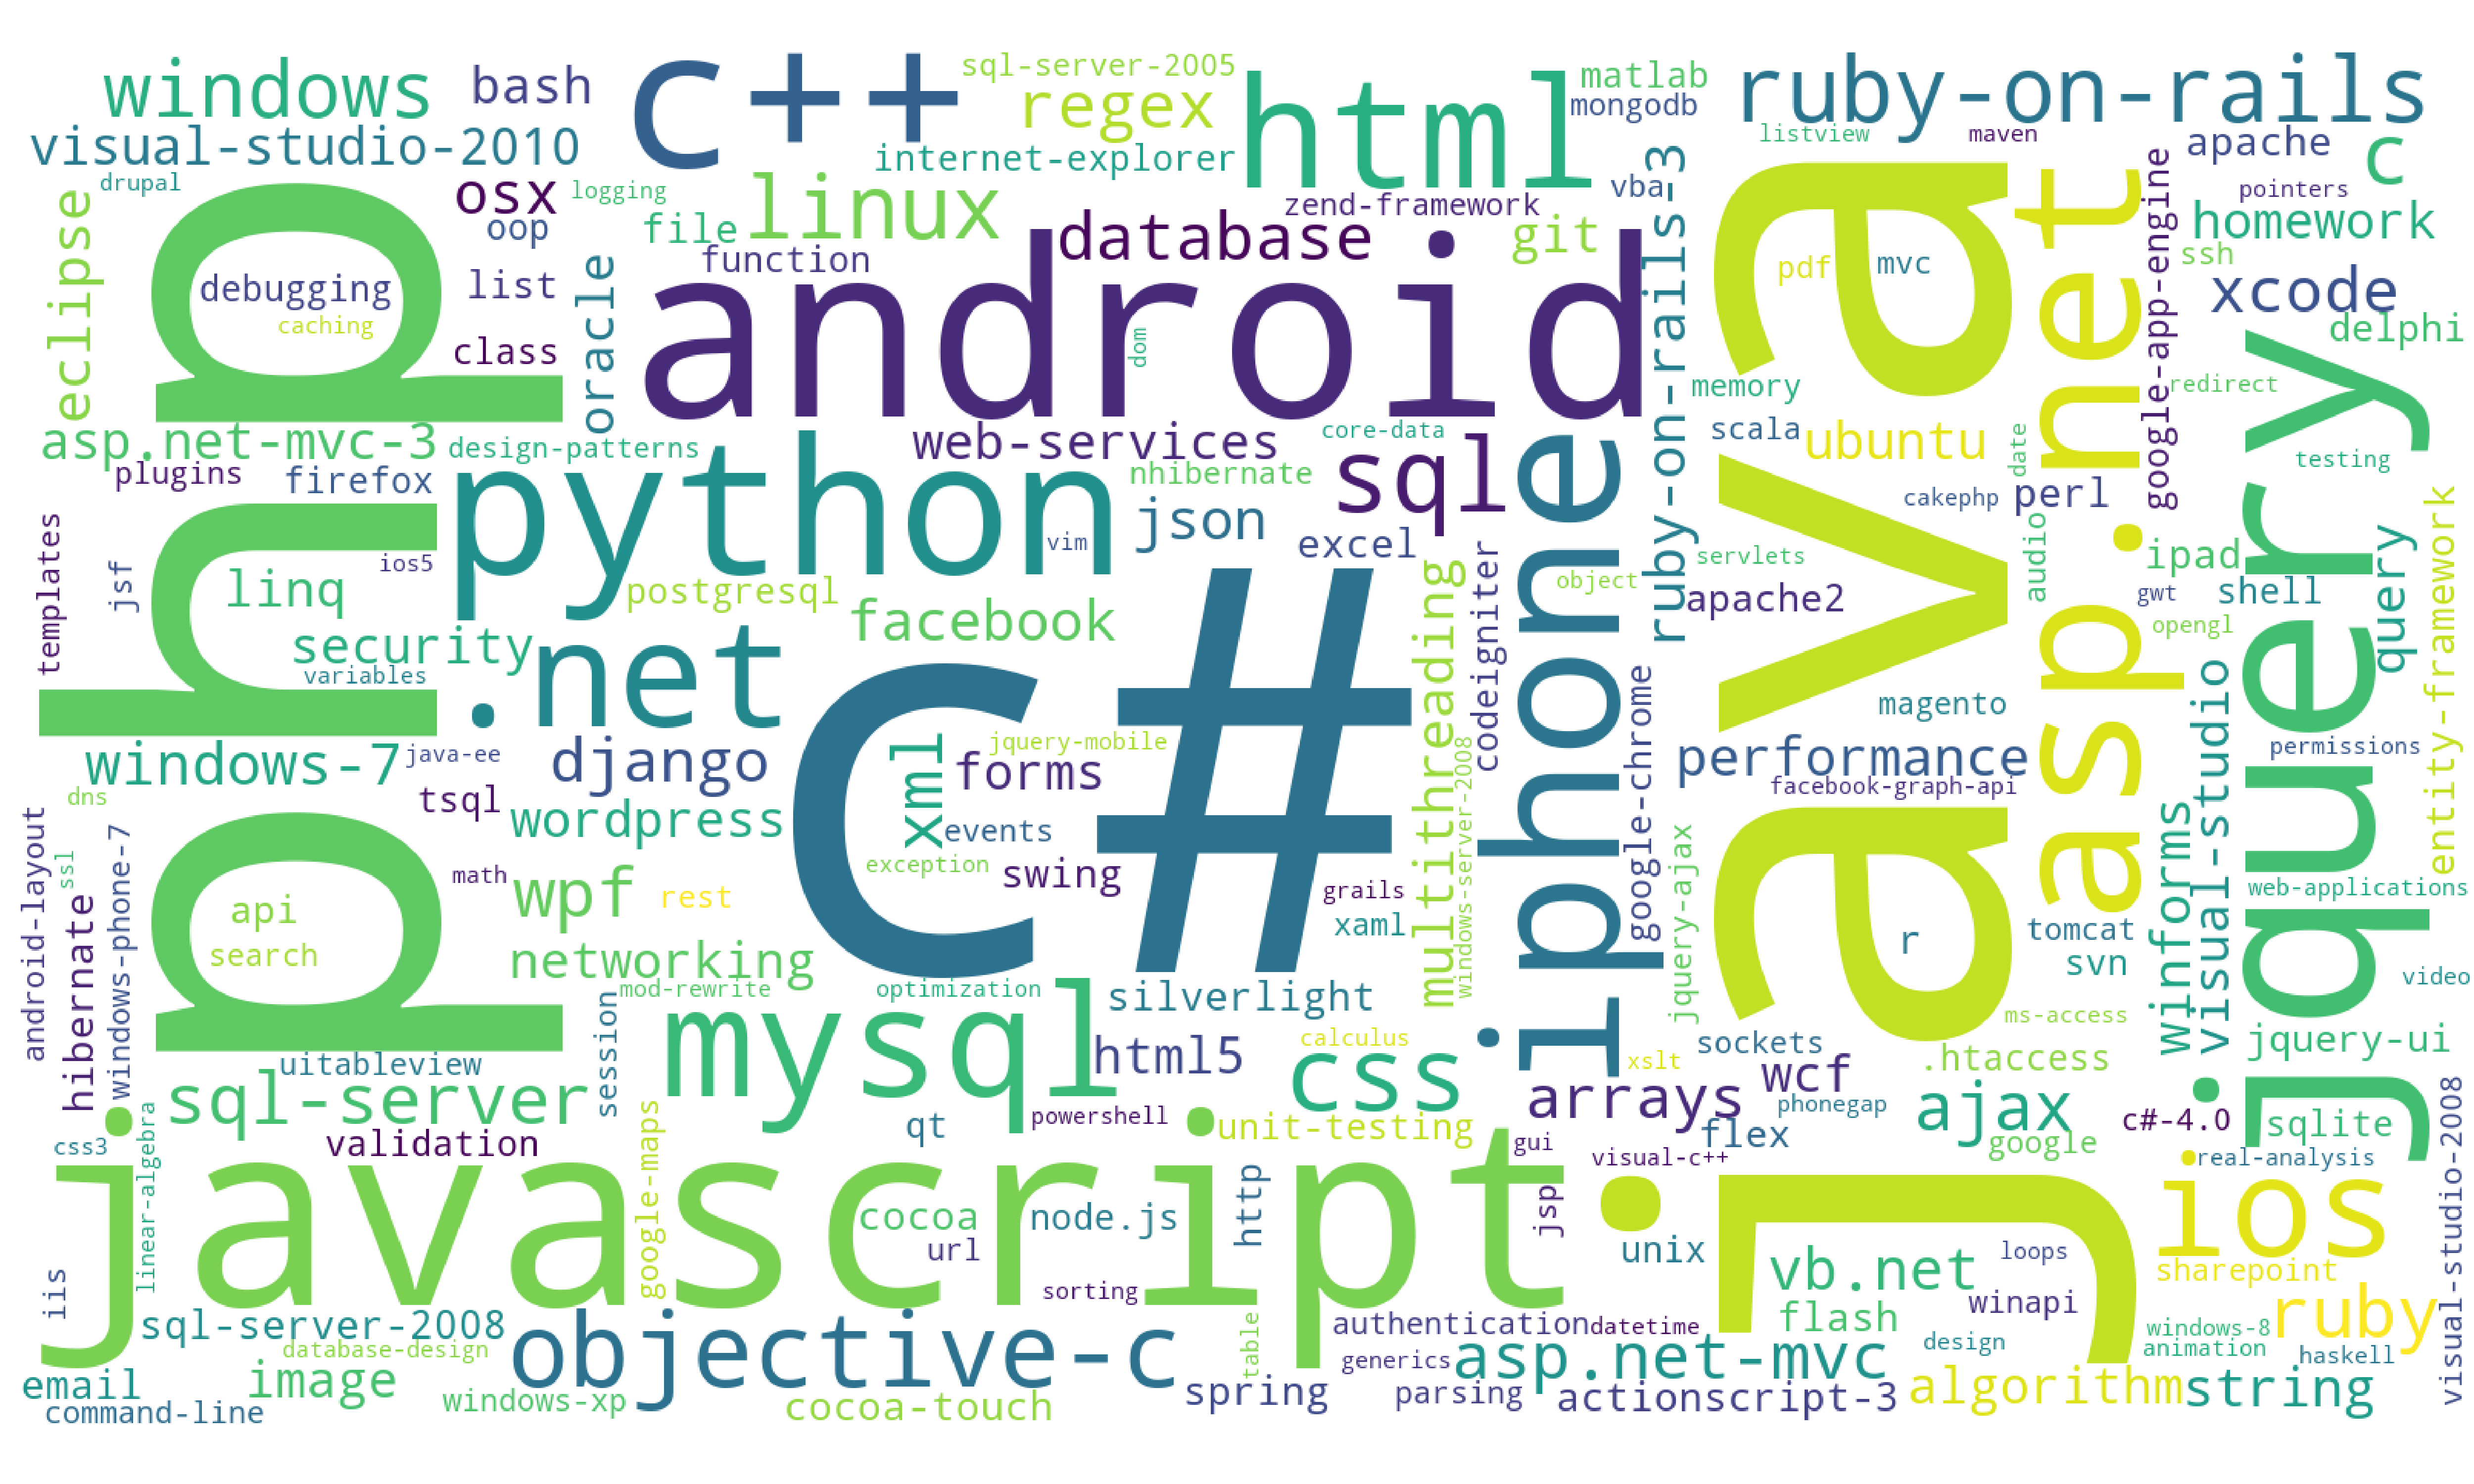 windows
bash
c++
sql-server-2005
regex
html
matlab
mongodb
ruby-on-rails
visual-studio-2010
internet-explorer
listview
maven
apache
c
drupal
osx
logging
linux
zend-framework
vba
pointers
oop
file
database
git
homework
eclipse
debugging
list
function
android
ruby-on-rails-3
pdf
mvc
ssh
google-app-engine
xcode
caching
class
oracle
dom
java
asp.net
delphi
memory
redirect
asp.net-mvc-3
design-patterns
web-services
core-data
scala
ubuntu
date
jquery
testing
plugins
firefox
python
nhibernate
sql
cakephp
perl
php
templates
jsf
ios5
vim
json
excel
iphone
servlets
audio
ipad
query
entity-framework
linq
postgresql
facebook
multithreading
codeigniter
object
apache2
gwt
shell
security
variables
.net
opengl
c#
magento
windows-7
java-ee
django
xml
jquery-mobile
forms
windows-server-2008
google-chrome
performance
visual-studio
permissions
dns
tsql
wordpress
events
facebook-graph-api
winforms
android-layout
ssl
hibernate
windows-phone-7
math
wpf
rest
exception
swing
grails
jquery-ajax
web-applications
api
search
xaml
r
tomcat
svn
networking
mod-rewrite
optimization
silverlight
video
session
mysql
html5
calculus
css
xslt
sockets
ms-access
.htaccess
jquery-ui
uitableview
sql-server
arrays
wcf
phonegap
ajax
c#-4.0
sqlite
validation
qt
powershell
unit-testing
gui
flex
google
css3
linear-algebra
javascript
google-maps
visual-c++
real-analysis
visual-studio-2008
cocoa
node.js
http
jsp
ios
url
unix
loops
iis
sorting
vb.net
sharepoint
sql-server-2008
objective-c
table
authentication
datetime
flash
winapi
ruby
database-design
generics
asp.net-mvc
design
windows-8
animation
haskell
email
image
windows-xp
cocoa-touch
spring
parsing
actionscript-3
algorithm
string
command-line